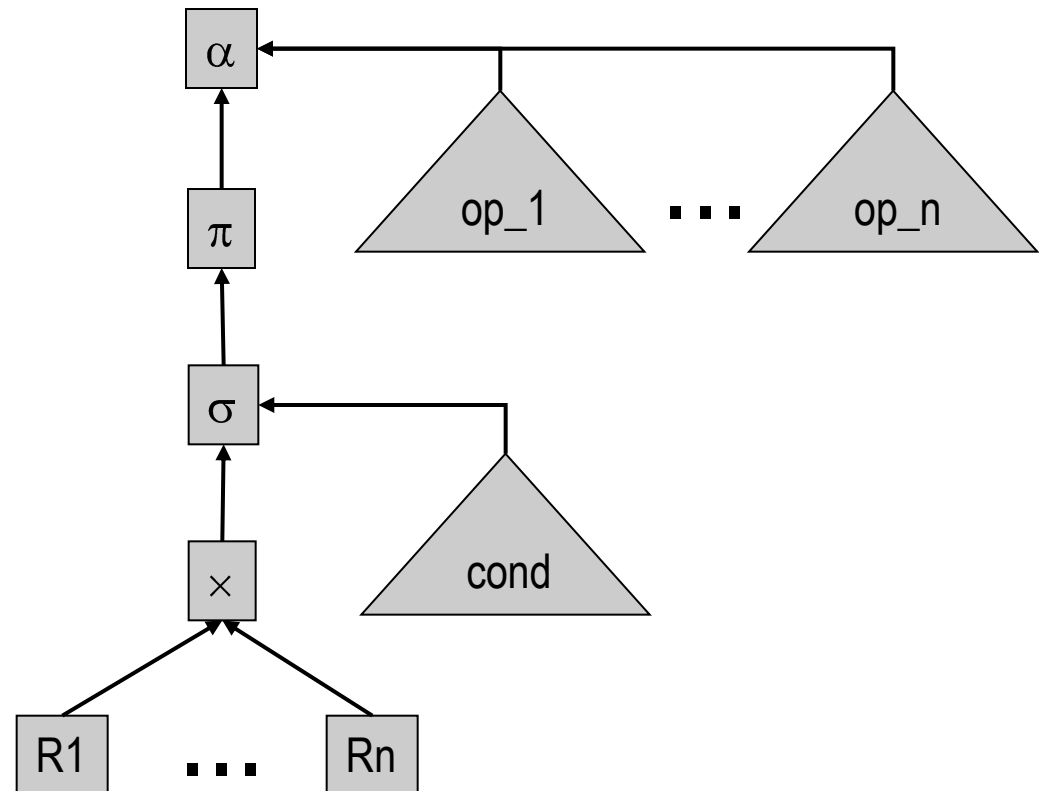 α
op_1 ... op_n
π
σ
cond
×
R1 ... Rn